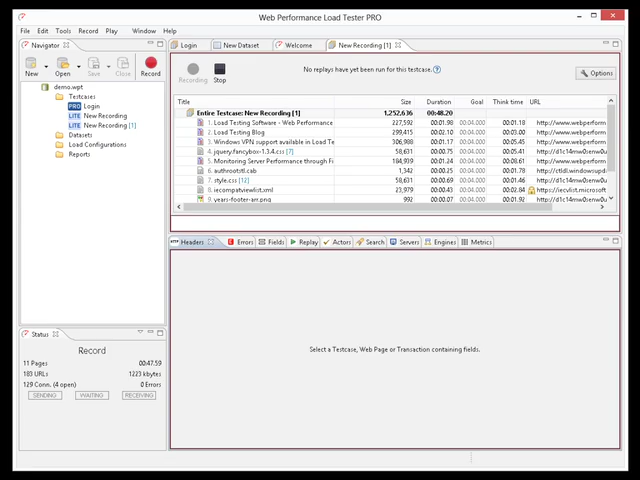 Web Performance Load Tester PRO
File Edit Tools Record Play Window Help
Navigator
New Open Save Close Record
demo.wpt
Testcases
PRO Login
LITE New Recording
LITE New Recording [1]
Datasets
Load Configurations
Reports
Login New Dataset Welcome New Recording [1]
Recording Stop
No replays have yet been run for this testcase.
Options
Title Size Duration Goal Think time URL
Entire Testcase: New Recording [1] 1,252,636 00:48.20
1. Load Testing Software - Web Performance 227,592 00:01.98 00:04.000 00:01.18 http://www.webperform
2. Load Testing Blog 299,415 00:02.10 00:04.000 00:03.00 http://www.webperform
3. Windows VPN support available in Load Te 306,988 00:01.17 00:04.000 00:05.45 http://www.webperform
4. jquery.fancybox-1.3.4.css [7] 58,631 00:00.75 00:04.000 00:05.41 http://d1c14mw0senw0u
5. Monitoring Server Performance through Fi 184,939 00:01.24 00:04.000 00:08.61 http://www.webperform
6. authrootstl.cab 1,342 00:00.25 00:04.000 00:01.78 http://ctldl.windowsupd
7. style.css [12] 58,631 00:00.69 00:04.000 00:01.46 http://d1c14mw0senw0u
8. iecompatviewlist.xml 23,979 00:00.43 00:04.000 00:02.84 https://iecvlist.microsoft
9. years-footer-am.png 992 00:00.07 00:04.000 00:01.92 http://d1c14mw0senw0u
Headers Errors Fields Replay Actors Search Servers Engines Metrics
Select a Testcase, Web Page or Transaction containing fields.
Status
Record
11 Pages 00:47.59
183 URLs 1223 kbytes
129 Conn. (4 open) 0 Errors
SENDING WAITING RECEIVING